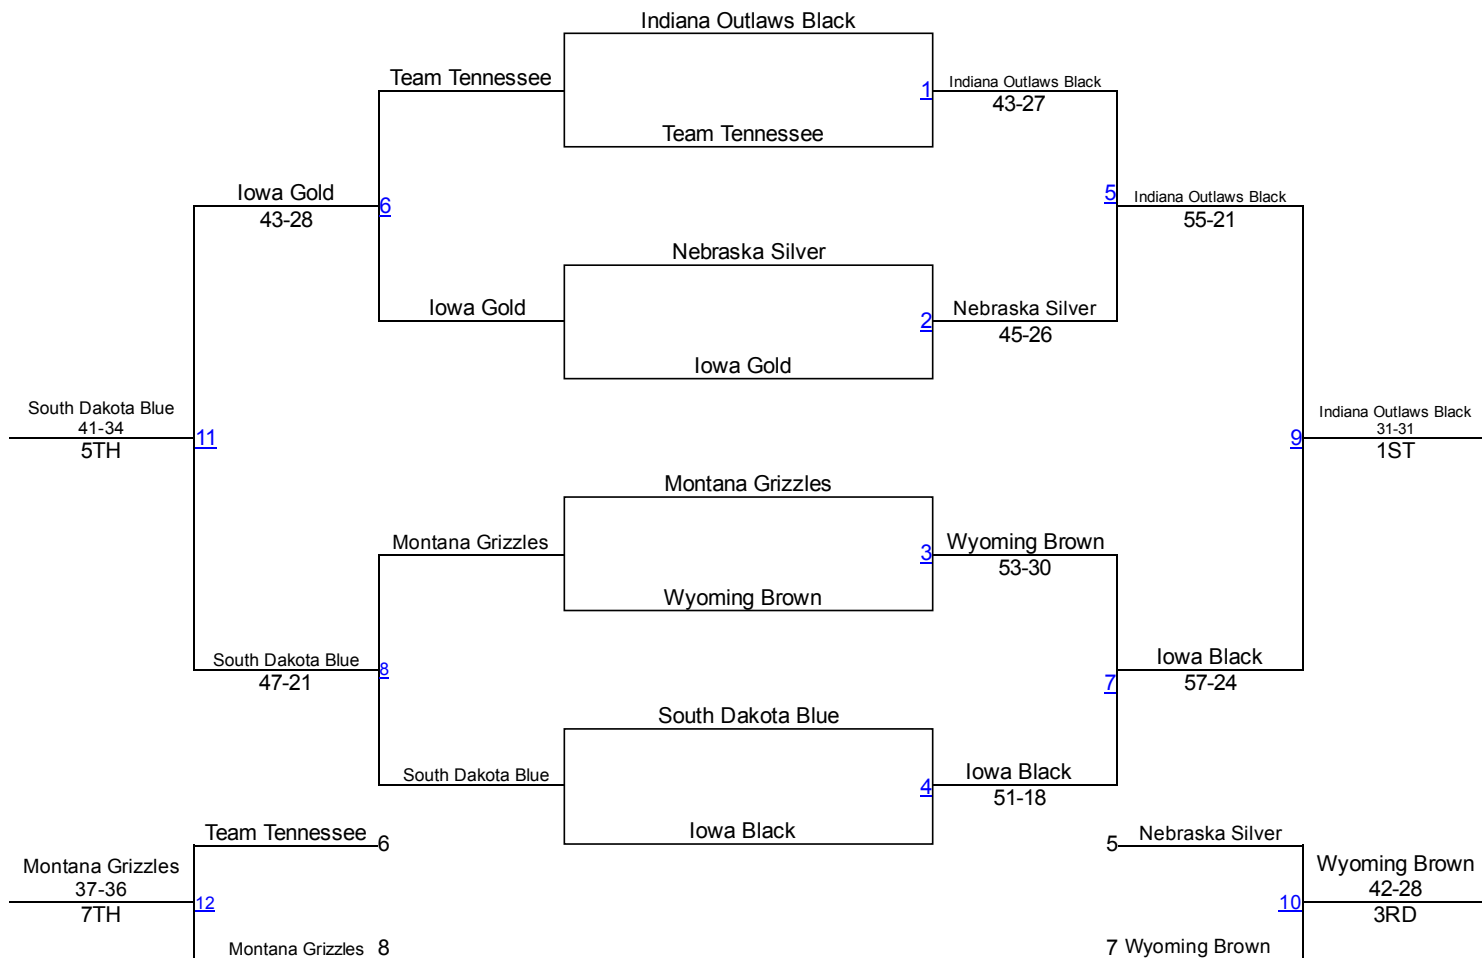 Indiana Outlaws Black
Team Tennessee
1
Indiana Outlaws Black
43-27
Team Tennessee
Iowa Gold
43-28
6
5
Indiana Outlaws Black
55-21
Nebraska Silver
Iowa Gold
2
Nebraska Silver
45-26
Iowa Gold
South Dakota Blue
41-34
5TH
11
9
Indiana Outlaws Black
31-31
1ST
Montana Grizzles
Montana Grizzles
3
Wyoming Brown
53-30
Wyoming Brown
South Dakota Blue
47-21
8
7
Iowa Black
57-24
South Dakota Blue
South Dakota Blue
4
Iowa Black
51-18
Iowa Black
Team Tennessee 6
5 Nebraska Silver
Montana Grizzles
37-36
7TH
12
10
Wyoming Brown
42-28
3RD
Montana Grizzles 8
7 Wyoming Brown